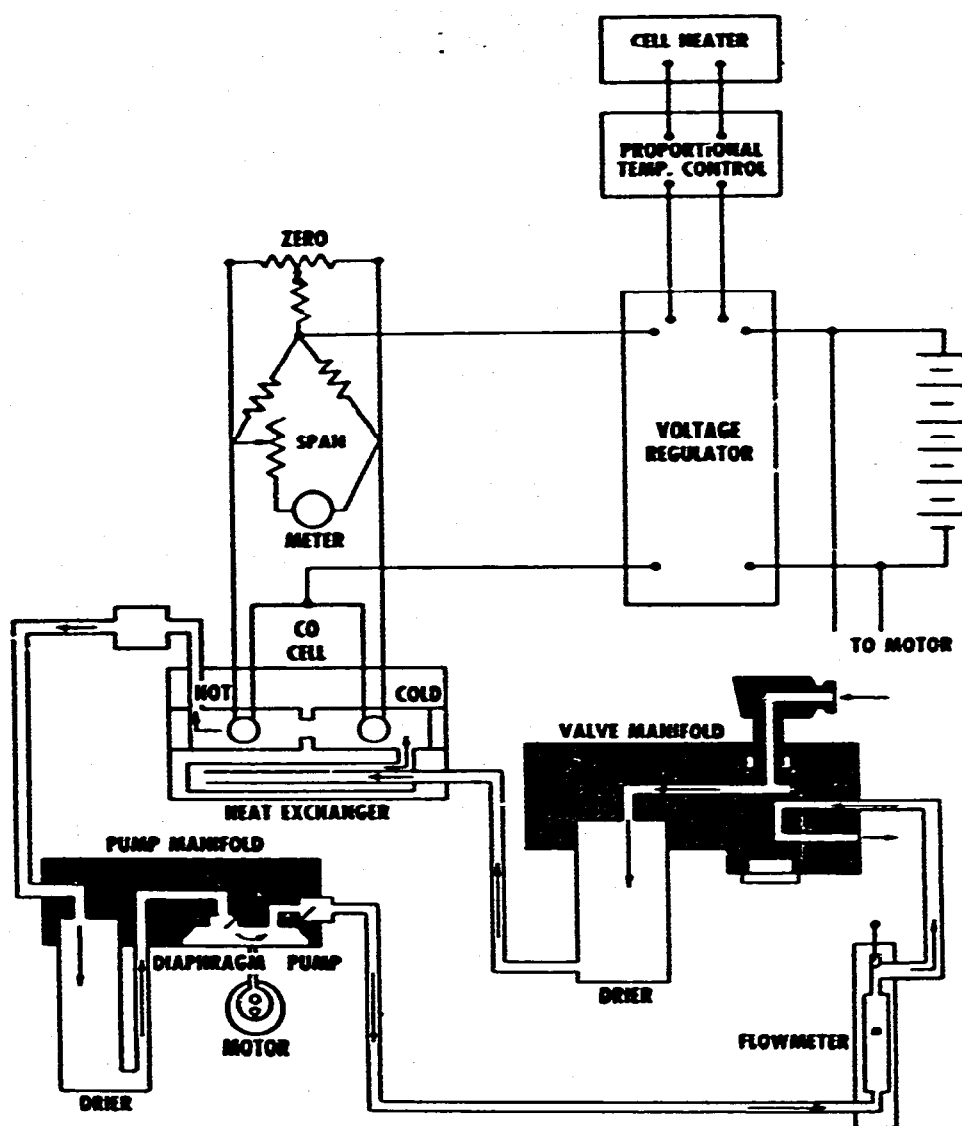 CELL HEATER
PROPORTIONAL
TEMP. CONTROL
ZERO
SPAN
METER
VOLTAGE
REGULATOR
TO MOTOR
CO
CELL
HOT
COLD
HEAT EXCHANGER
VALVE MANIFOLD
PUMP MANIFOLD
DIAPHRAGM PUMP
MOTOR
DRIER
DRIER
FLOWMETER